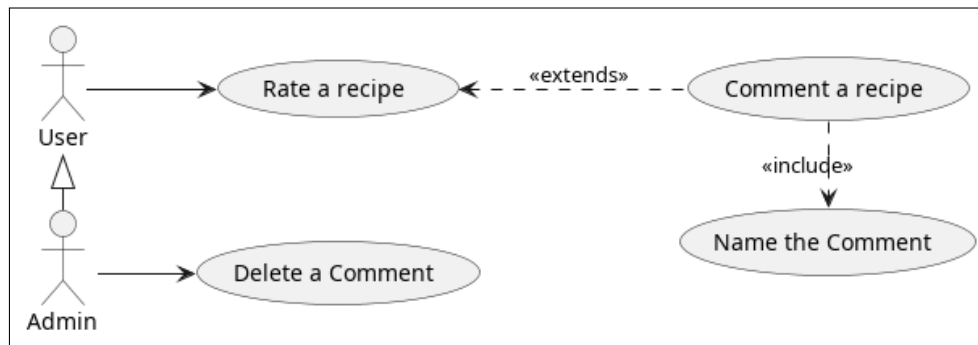 Rate a recipe
«extends»
Comment a recipe
User
«include»
Name the Comment
Delete a Comment
Admin